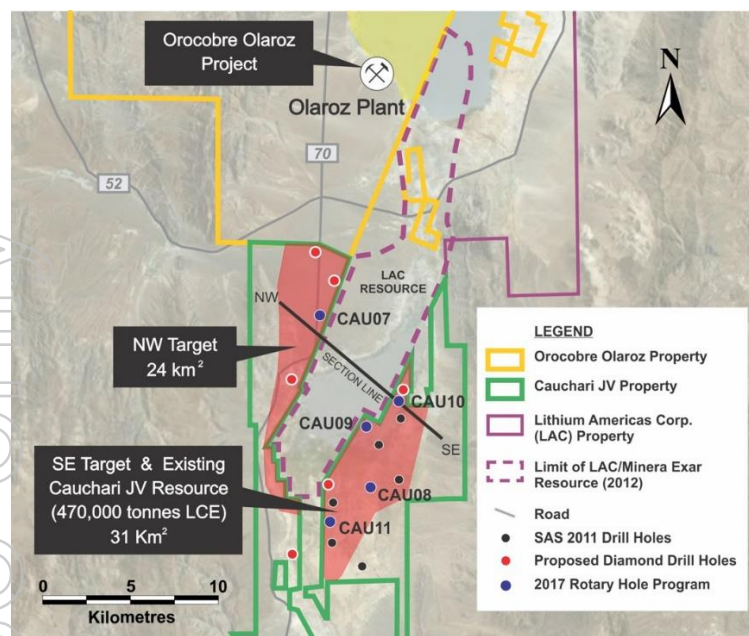 Orocobre Olaroz
Project
Olaroz Plant
N
70
52
LAC
RESOURCE
NW
CAU07
NW Target
24 km²
SECTION LINE
CAU10
CAU09
SE
SE Target & Existing
Cauchari JV Resource
(470,000 tonnes LCE)
31 Km²
CAU08
CAU11
0 5 10
Kilometres
LEGEND
Orocobre Olaroz Property
Cauchari JV Property
Lithium Americas Corp.
(LAC) Property
Limit of LAC/Minera Exar
Resource (2012)
Road
SAS 2011 Drill Holes
Proposed Diamond Drill Holes
2017 Rotary Hole Program